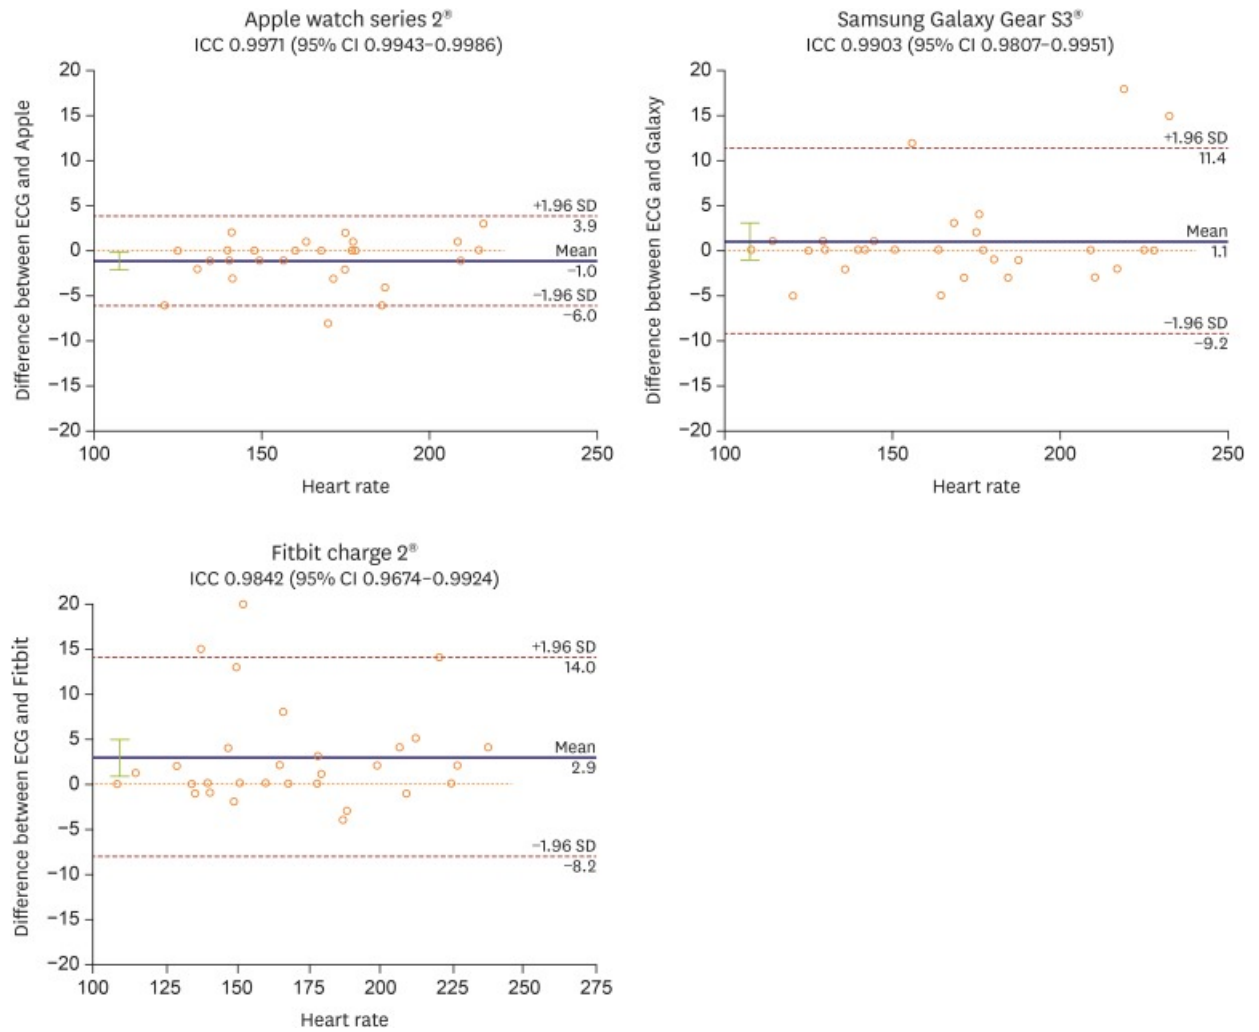 Apple watch series 2®
ICC 0.9971 (95% CI 0.9943–0.9986)
Difference between ECG and Apple
20
15
10
5
0
−5
−10
−15
−20
+1.96 SD
3.9
Mean
−1.0
−1.96 SD
−6.0
100
150
200
250
Heart rate
Samsung Galaxy Gear S3®
ICC 0.9903 (95% CI 0.9807–0.9951)
Difference between ECG and Galaxy
20
15
10
5
0
−5
−10
−15
−20
+1.96 SD
11.4
Mean
1.1
−1.96 SD
−9.2
100
150
200
250
Heart rate
Fitbit charge 2®
ICC 0.9842 (95% CI 0.9674–0.9924)
Difference between ECG and Fitbit
20
15
10
5
0
−5
−10
−15
−20
+1.96 SD
14.0
Mean
2.9
−1.96 SD
−8.2
100
125
150
175
200
225
250
275
Heart rate